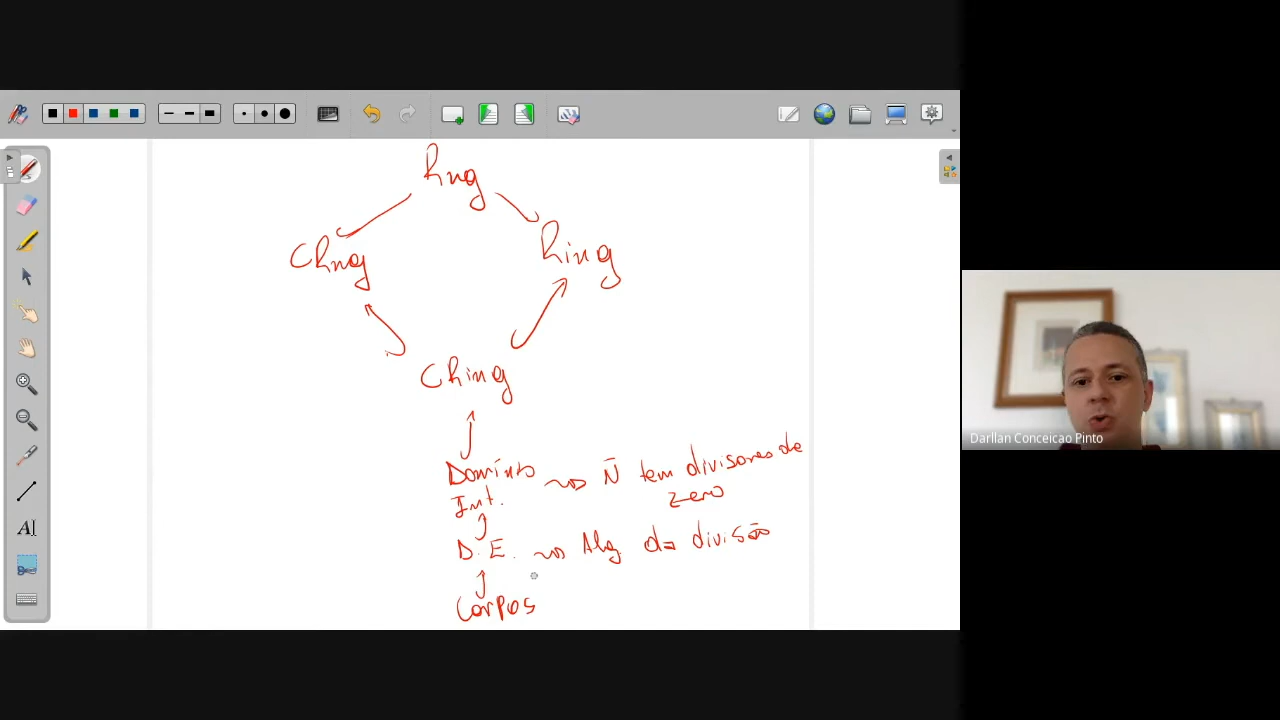 Rng
CRng
Ring
CRing
Domínio
Int.
Ñ tem divisores de
zero
D.E.
Alg da divisão
Corpos
A
Darllan Conceicao Pinto